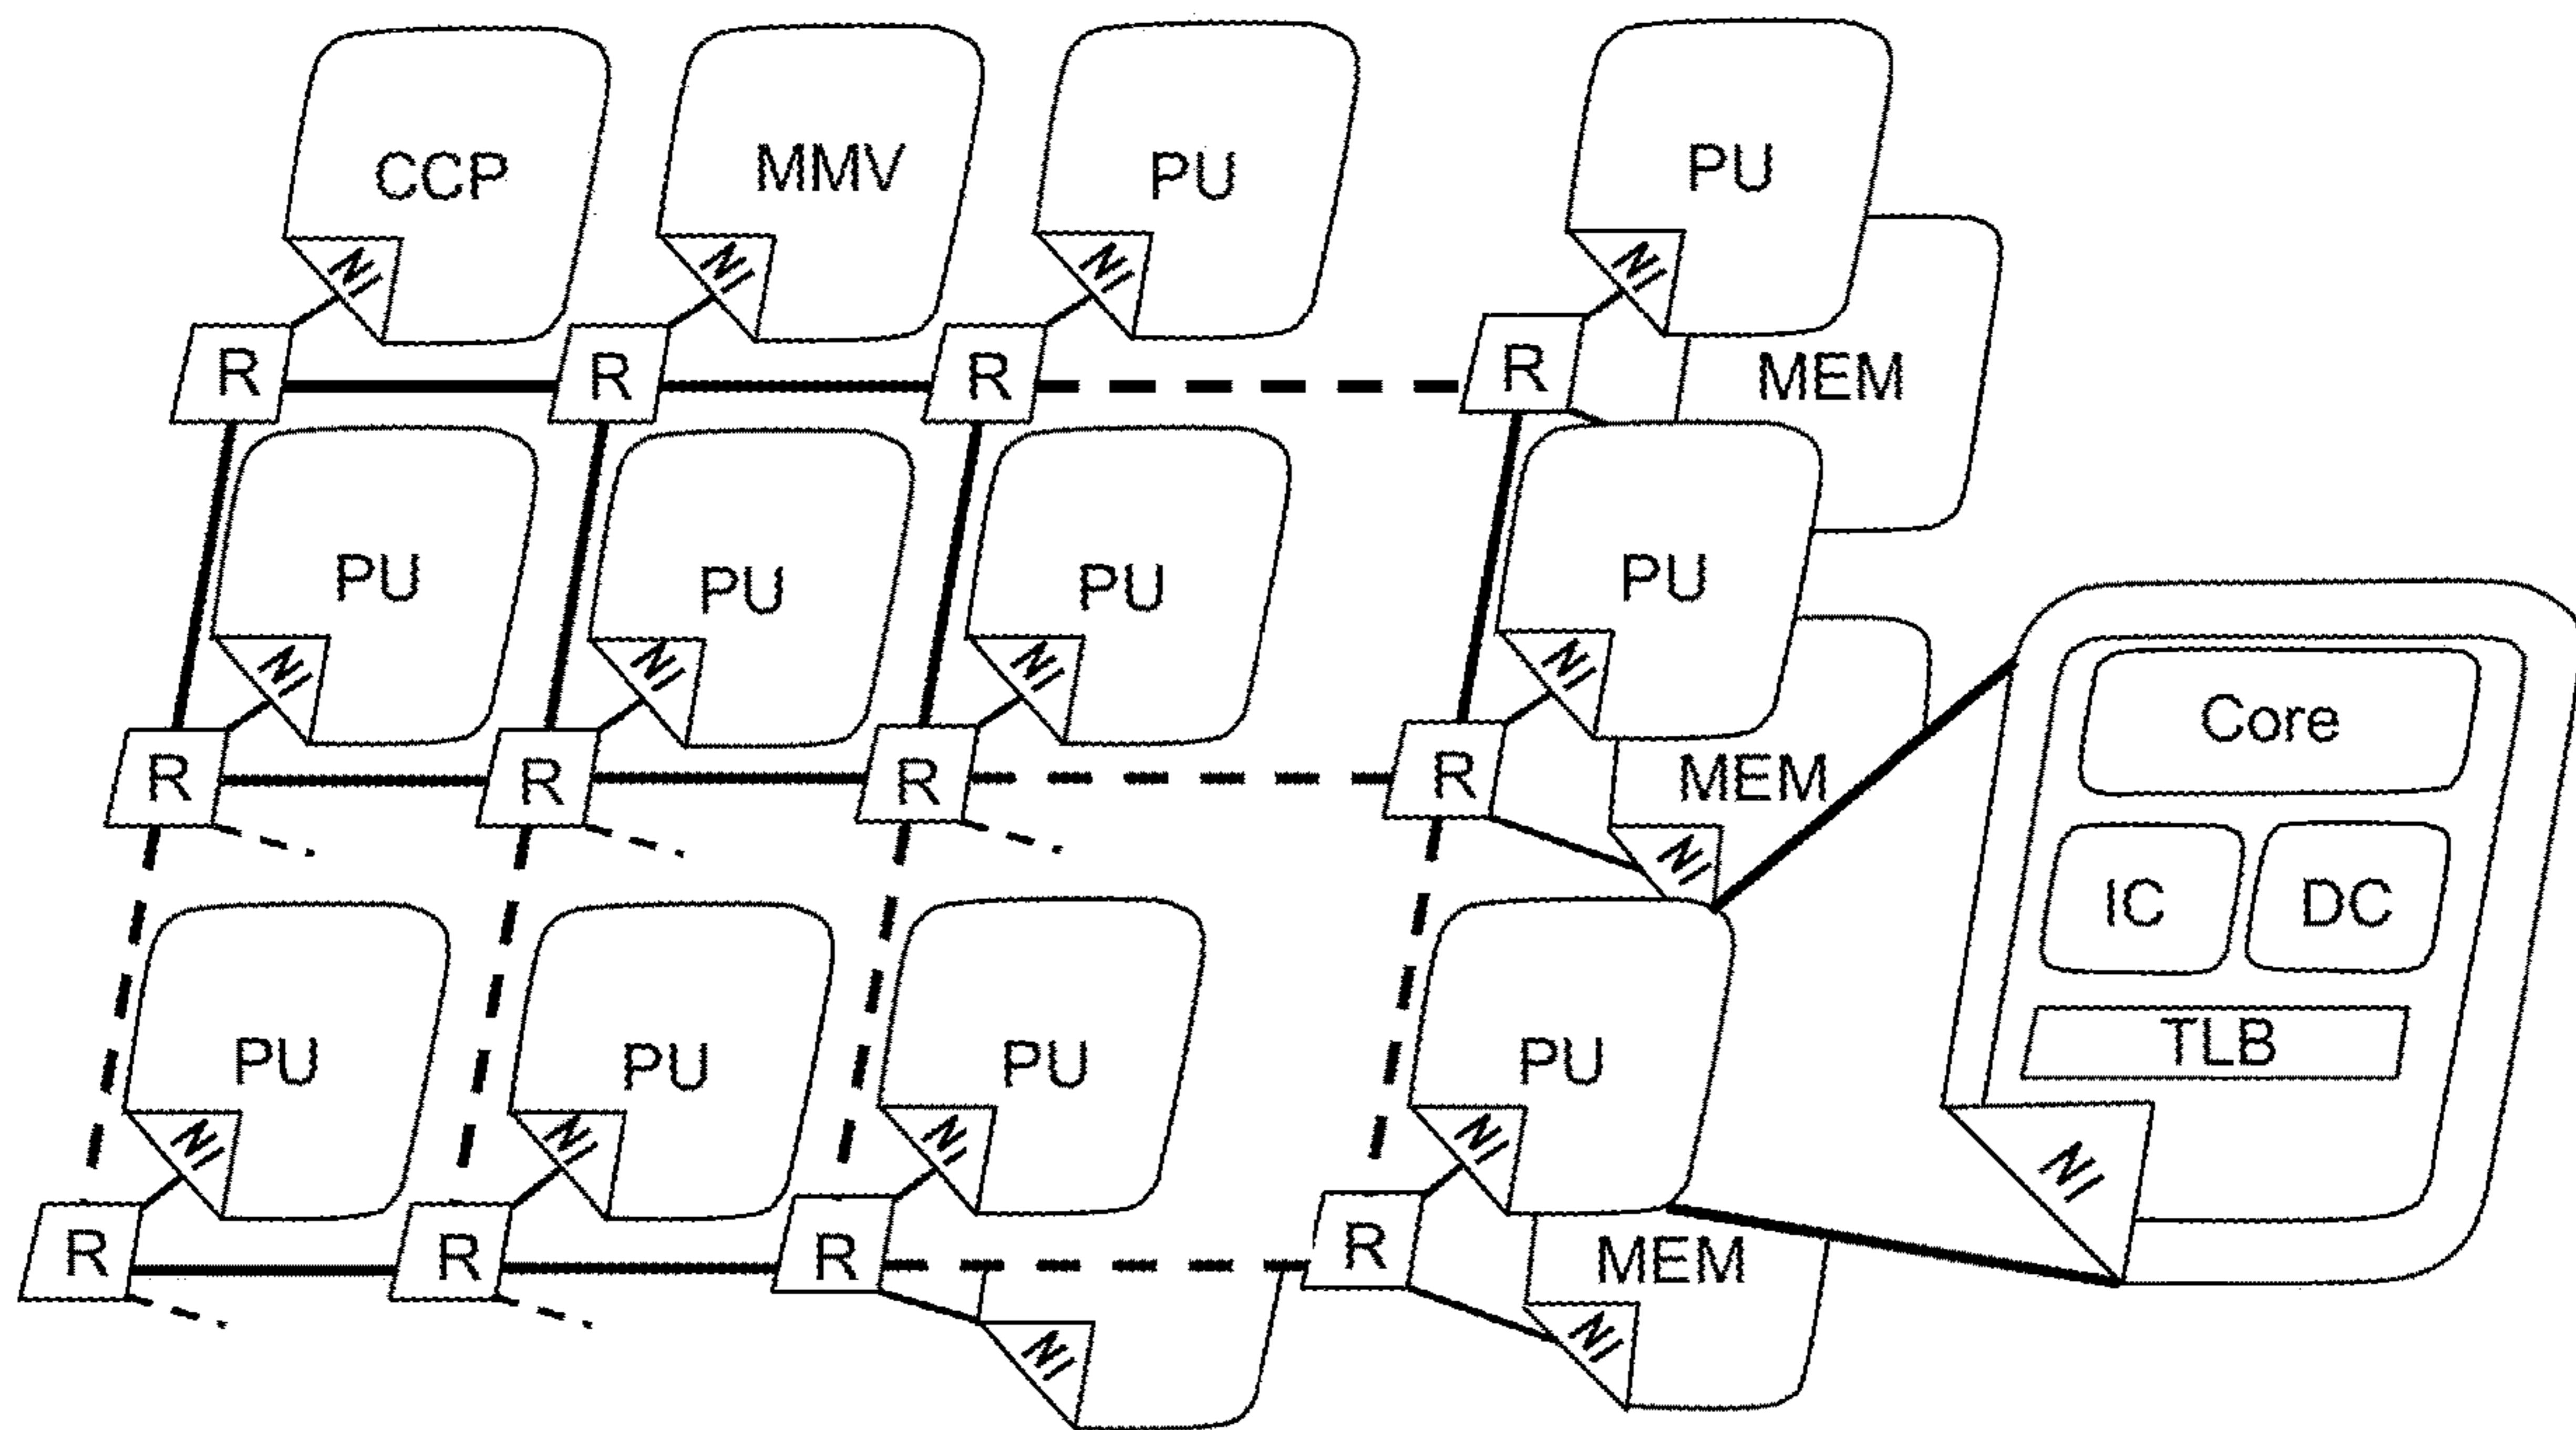 CCP MMV PU PU
NI NI NI NI
R R R R MEM
PU PU PU PU
Core
NI NI NI NI
R R R R MEM
NI
IC DC
TLB
PU PU PU PU
NI NI NI NI NI
R R R R MEM
NI NI